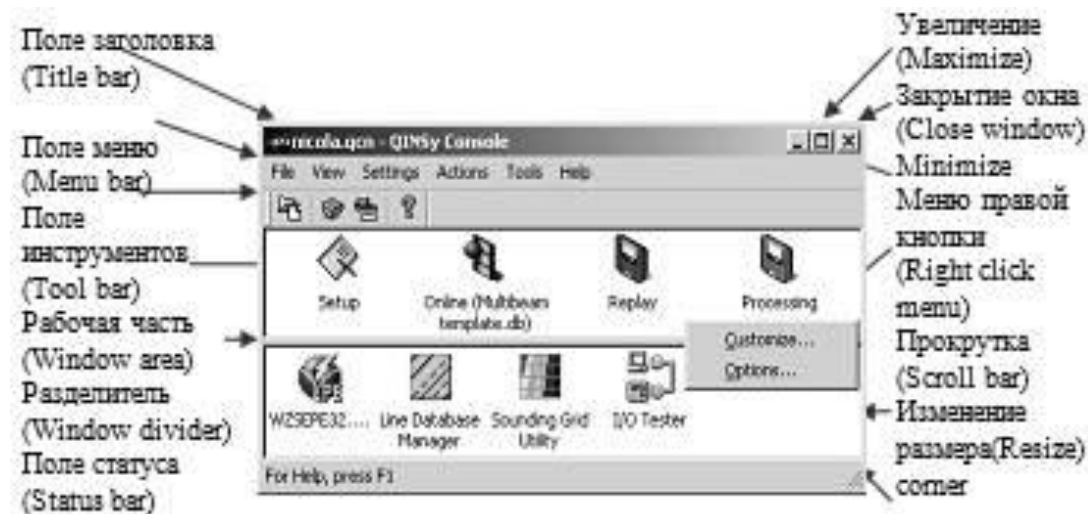 Поле заголовка
(Title bar)
Поле меню
(Menu bar)
Поле
инструментов
(Tool bar)
Рабочая часть
(Window area)
Разделитель
(Window divider)
Поле статуса
(Status bar)
nicola.qcn - QINSy Console
File View Settings Actions Tools Help
Setup
Online (Multibeam
template.db)
Replay
Processing
Customize...
Options...
WZSEPE32....
Line Database
Manager
Sounding Grid
Utility
I/O Tester
For Help, press F1
Увеличение
(Maximize)
Закрытие окна
(Close window)
Minimize
Меню правой
кнопки
(Right click
menu)
Прокрутка
(Scroll bar)
Изменение
размера(Resize)
corner